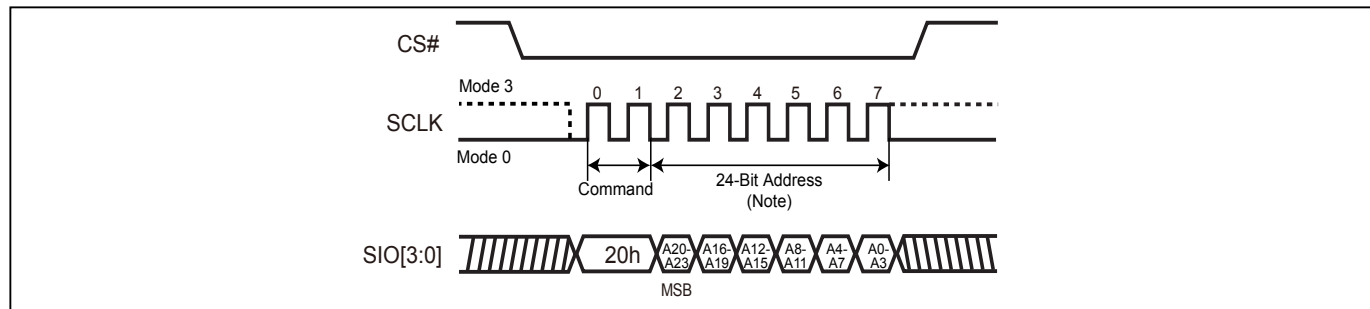 CS#
Mode 3
0 1 2 3 4 5 6 7
SCLK
Mode 0
Command
24-Bit Address
(Note)
SIO[3:0]
20h
A20-
A23
A16-
A19
A12-
A15
A8-
A11
A4-
A7
A0-
A3
MSB